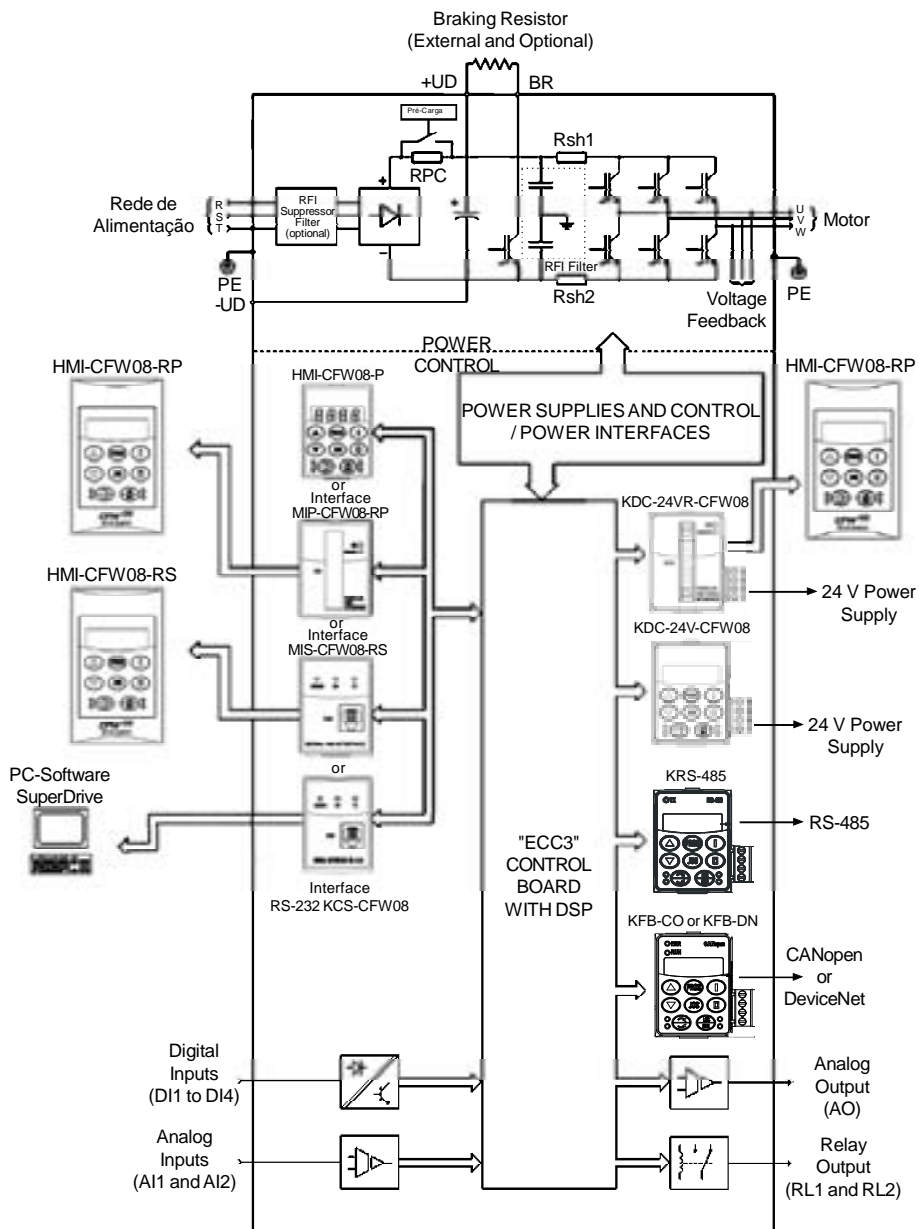 Braking Resistor
(External and Optional)
+UD
BR
Pré-Carga
RPC
Rsh1
Rede de
Alimentação
R
S
T
RFI
Suppressor
Filter
(optional)
+
−
+
RFI Filter
Rsh2
U
V
W
Motor
PE
-UD
PE
Voltage
Feedback
POWER
CONTROL
HMI-CFW08-RP
HMI-CFW08-P
HMI-CFW08-RP
POWER SUPPLIES AND CONTROL
/ POWER INTERFACES
or
Interface
MIP-CFW08-RP
KDC-24VR-CFW08
24 V Power
Supply
HMI-CFW08-RS
or
Interface
MIS-CFW08-RS
KDC-24V-CFW08
24 V Power
Supply
PC-Software
SuperDrive
or
Interface
RS-232 KCS-CFW08
"ECC3"
CONTROL
BOARD
WITH DSP
KRS-485
RS-485
KFB-CO or KFB-DN
CANopen
or
DeviceNet
Digital
Inputs
(DI1 to DI4)
Analog
Output
(AO)
Analog
Inputs
(AI1 and AI2)
Relay
Output
(RL1 and RL2)